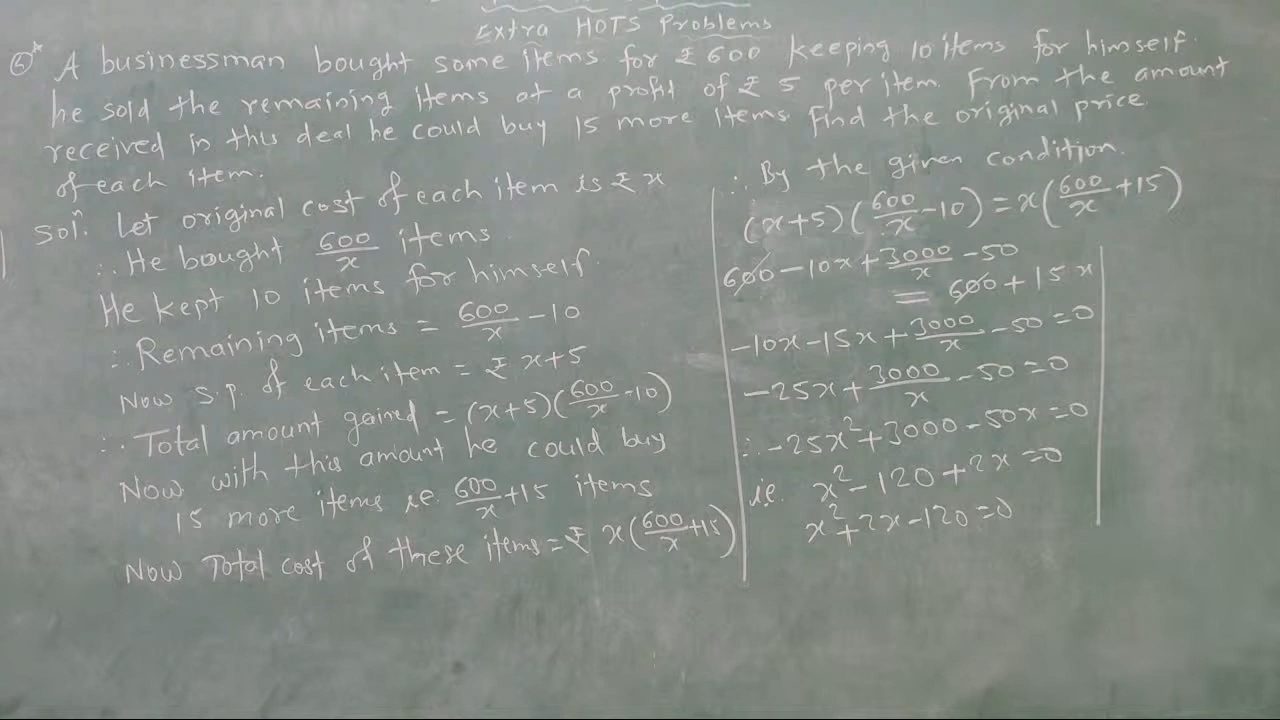 Extra HOTS Problems
⑤* A businessman bought some items for ₹ 600 keeping 10 items for himself.
he sold the remaining items at a profit of ₹ 5 per item. From the amount
received in this deal he could buy 15 more items. Find the original price
of each item.
Solⁿ: Let original cost of each item is ₹ x
∴ He bought 600/x items
He kept 10 items for himself.
∴ Remaining items = 600/x - 10
Now S.p. of each item = ₹ x+5
∴ Total amount gained = (x+5)(600/x - 10)
Now with this amount he could buy
15 more items ie. 600/x + 15 items
Now Total cost of these items = ₹ x(600/x + 15)
∴ By the given condition.
(x+5)(600/x - 10) = x(600/x + 15)
600 - 10x + 3000/x - 50
= 600 + 15x
-10x - 15x + 3000/x - 50 = 0
-25x + 3000/x - 50 = 0
∴ -25x² + 3000 - 50x = 0
i.e. x² - 120 + 2x = 0
x² + 2x - 120 = 0